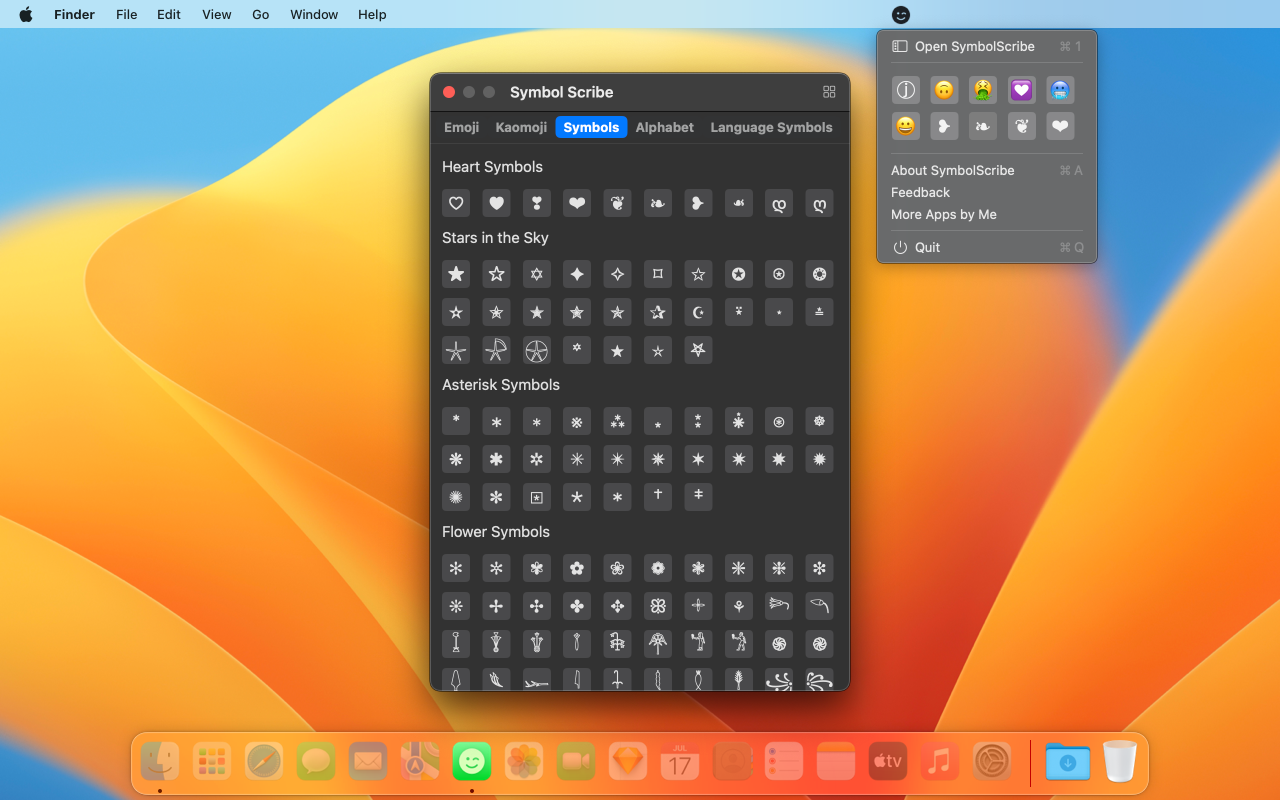 Finder File Edit View Go Window Help
Open SymbolScribe ⌘ 1
About SymbolScribe ⌘ A
Feedback
More Apps by Me
Quit ⌘ Q
Symbol Scribe
Emoji Kaomoji Symbols Alphabet Language Symbols
Heart Symbols
Stars in the Sky
Asterisk Symbols
Flower Symbols
JUL
17
tv